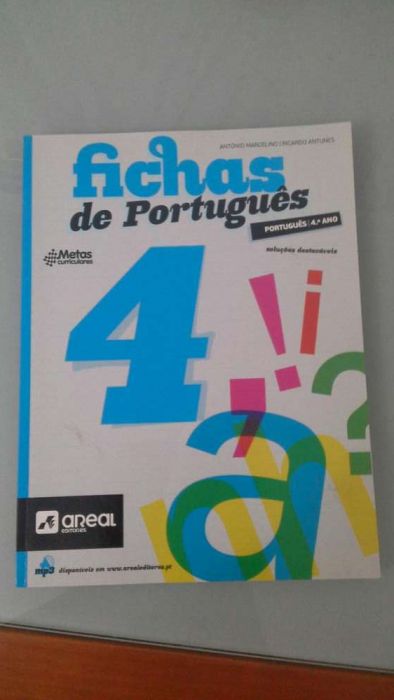 ANTÓNIO MARCELINO | RICARDO ANTUNES
fichas
de Português
PORTUGUÊS | 4.º ANO
soluções destacáveis
Metas
curriculares
4
! i
, ?
a m
areal
EDITORES
mp3 disponíveis em www.arealeditores.pt